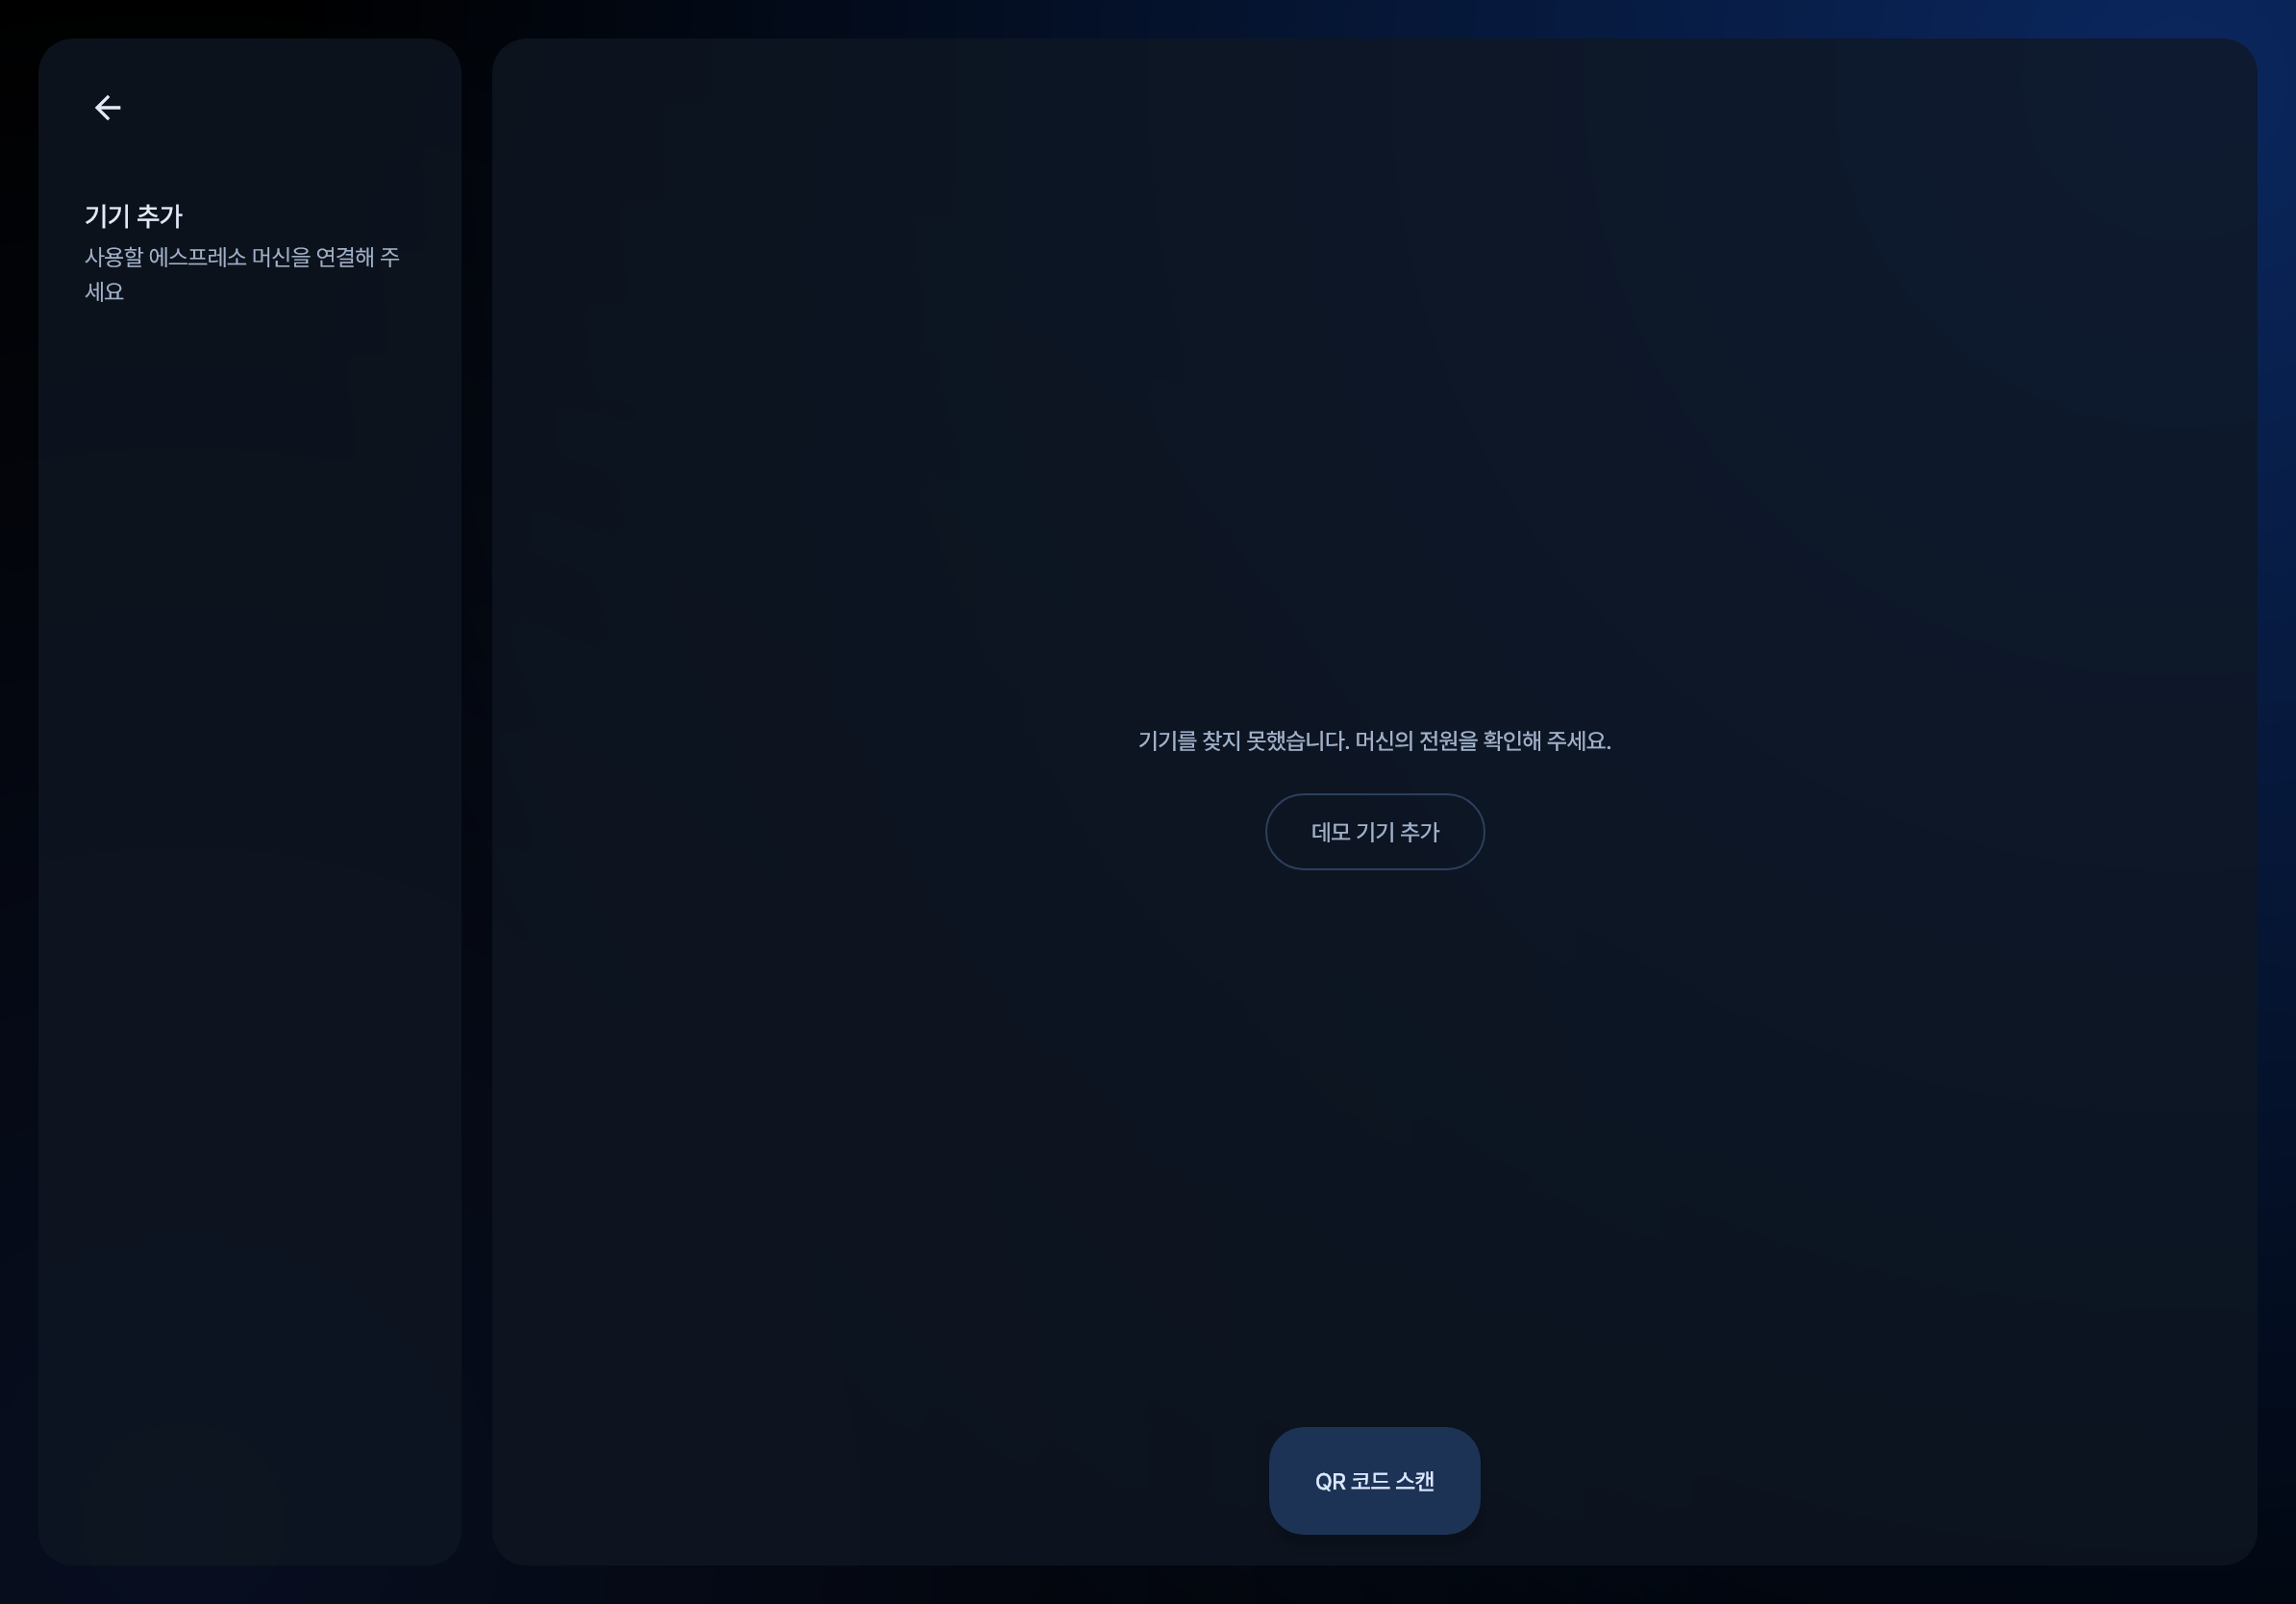 기기 추가
사용할 에스프레소 머신을 연결해 주
세요
기기를 찾지 못했습니다. 머신의 전원을 확인해 주세요.
데모 기기 추가
QR 코드 스캔